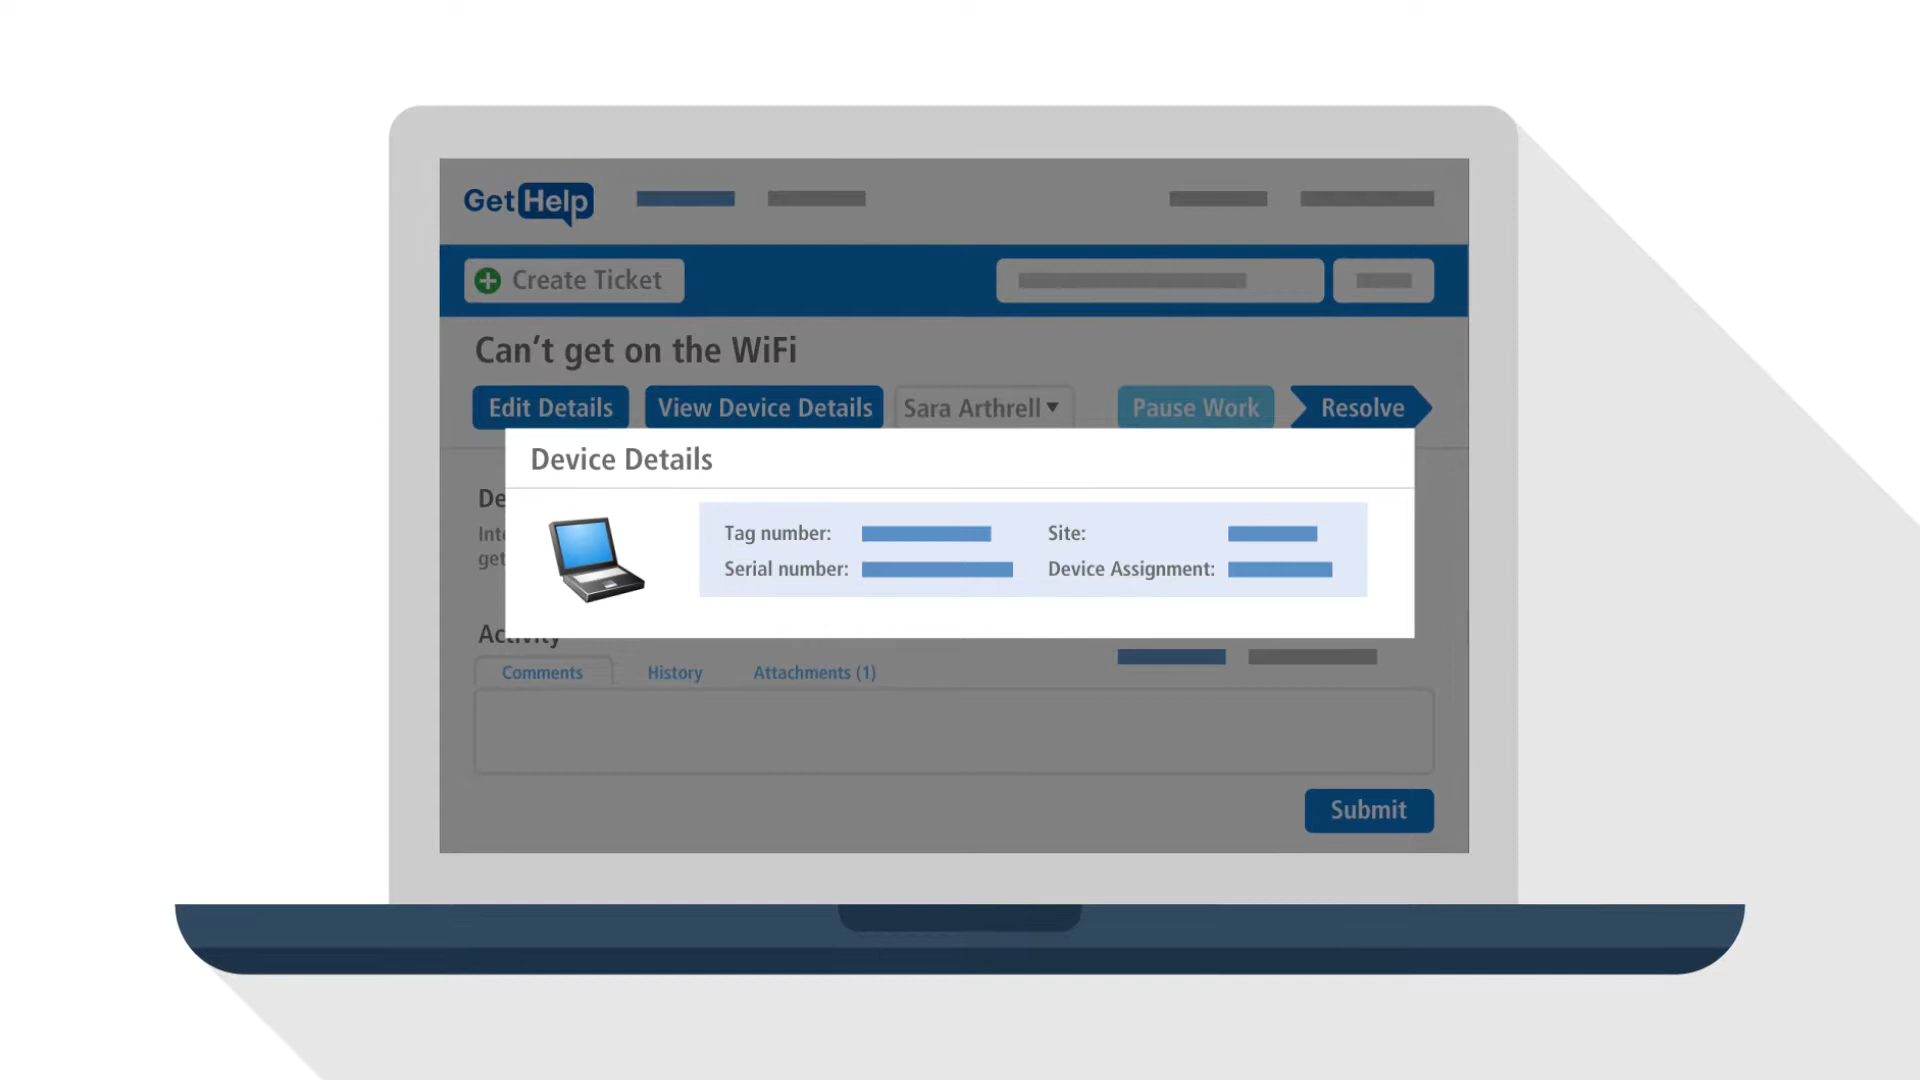 GetHelp
Create Ticket
Can't get on the WiFi
Edit Details
View Device Details
Sara Arthrell
Pause Work
Resolve
Device Details
Tag number:
Site:
Serial number:
Device Assignment:
Activity
Comments
History
Attachments (1)
Submit